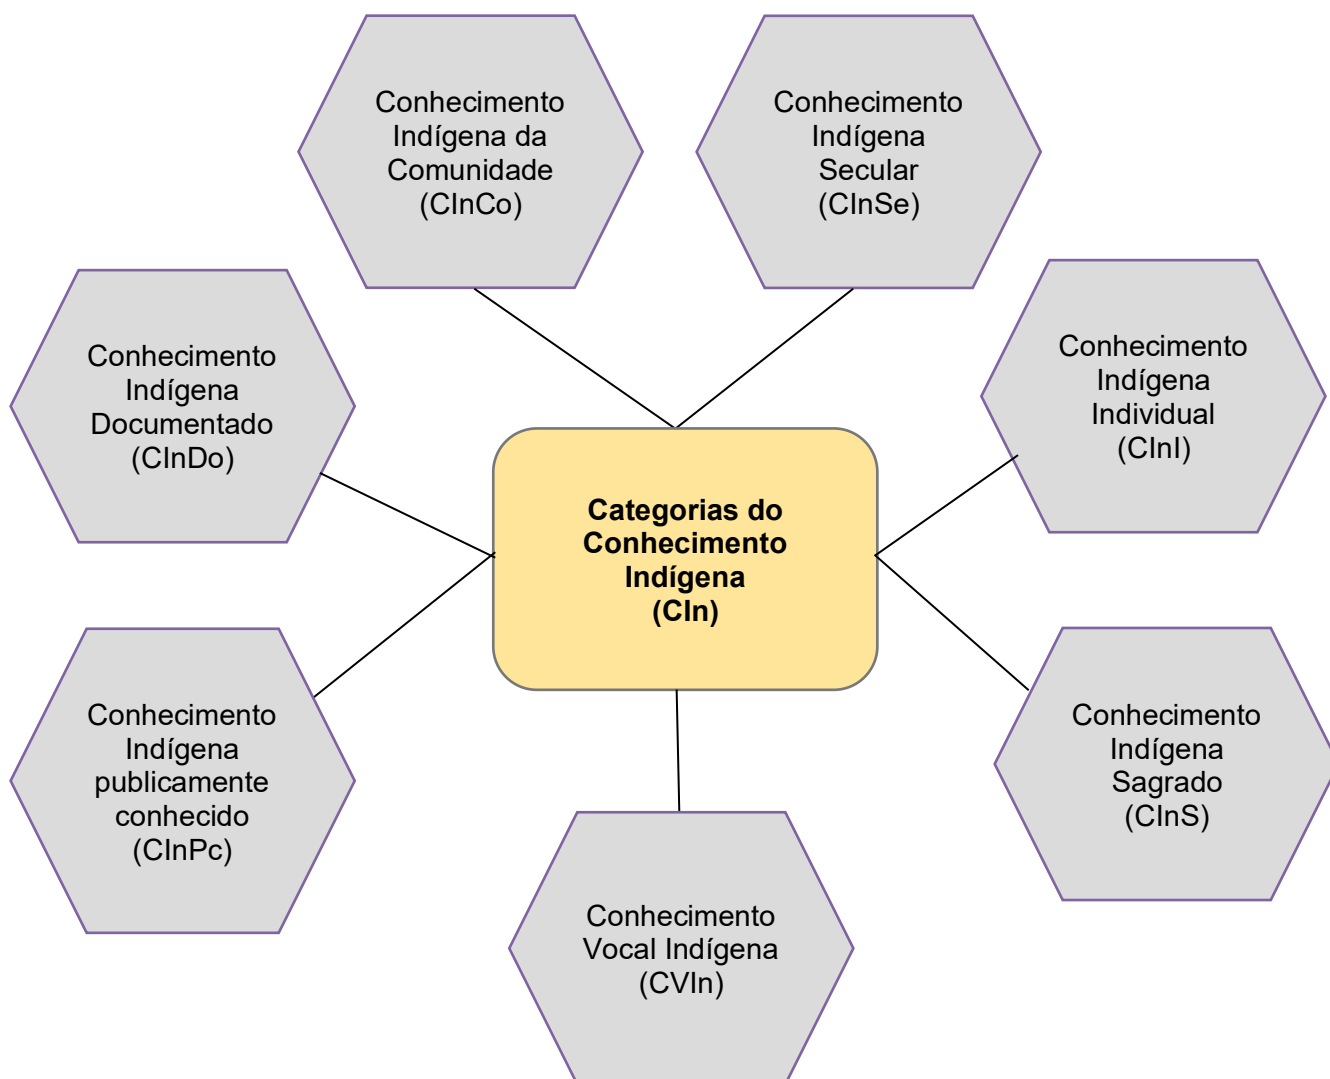 Conhecimento
Indígena da
Comunidade
(CInCo)
Conhecimento
Indígena
Secular
(CInSe)
Conhecimento
Indígena
Documentado
(CInDo)
Conhecimento
Indígena
Individual
(CInI)
Categorias do
Conhecimento
Indígena
(CIn)
Conhecimento
Indígena
publicamente
conhecido
(CInPc)
Conhecimento
Indígena
Sagrado
(CInS)
Conhecimento
Vocal Indígena
(CVIn)